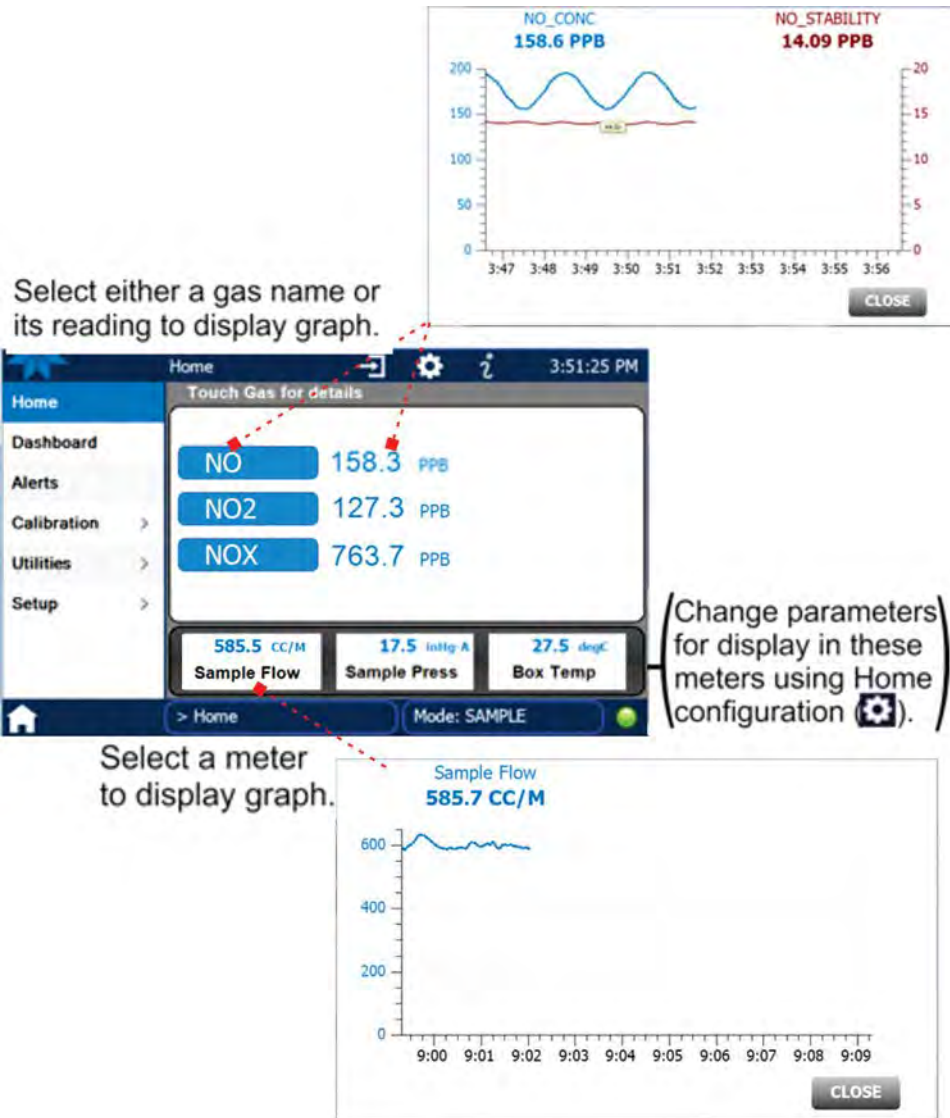 NO_CONC
158.6 PPB
NO_STABILITY
14.09 PPB
200
150
100
50
0
20
15
10
5
0
3:47 3:48 3:49 3:50 3:51 3:52 3:53 3:54 3:55 3:56
CLOSE
Select either a gas name or
its reading to display graph.
Home
3:51:25 PM
Touch Gas for details
Home
Dashboard
Alerts
Calibration >
Utilities >
Setup >
NO 158.3 PPB
NO2 127.3 PPB
NOX 763.7 PPB
585.5 CC/M
Sample Flow
17.5 InHg-A
Sample Press
27.5 degC
Box Temp
> Home
Mode: SAMPLE
Change parameters
for display in these
meters using Home
configuration ( ).
Select a meter
to display graph.
Sample Flow
585.7 CC/M
600
400
200
0
9:00 9:01 9:02 9:03 9:04 9:05 9:06 9:07 9:08 9:09
CLOSE